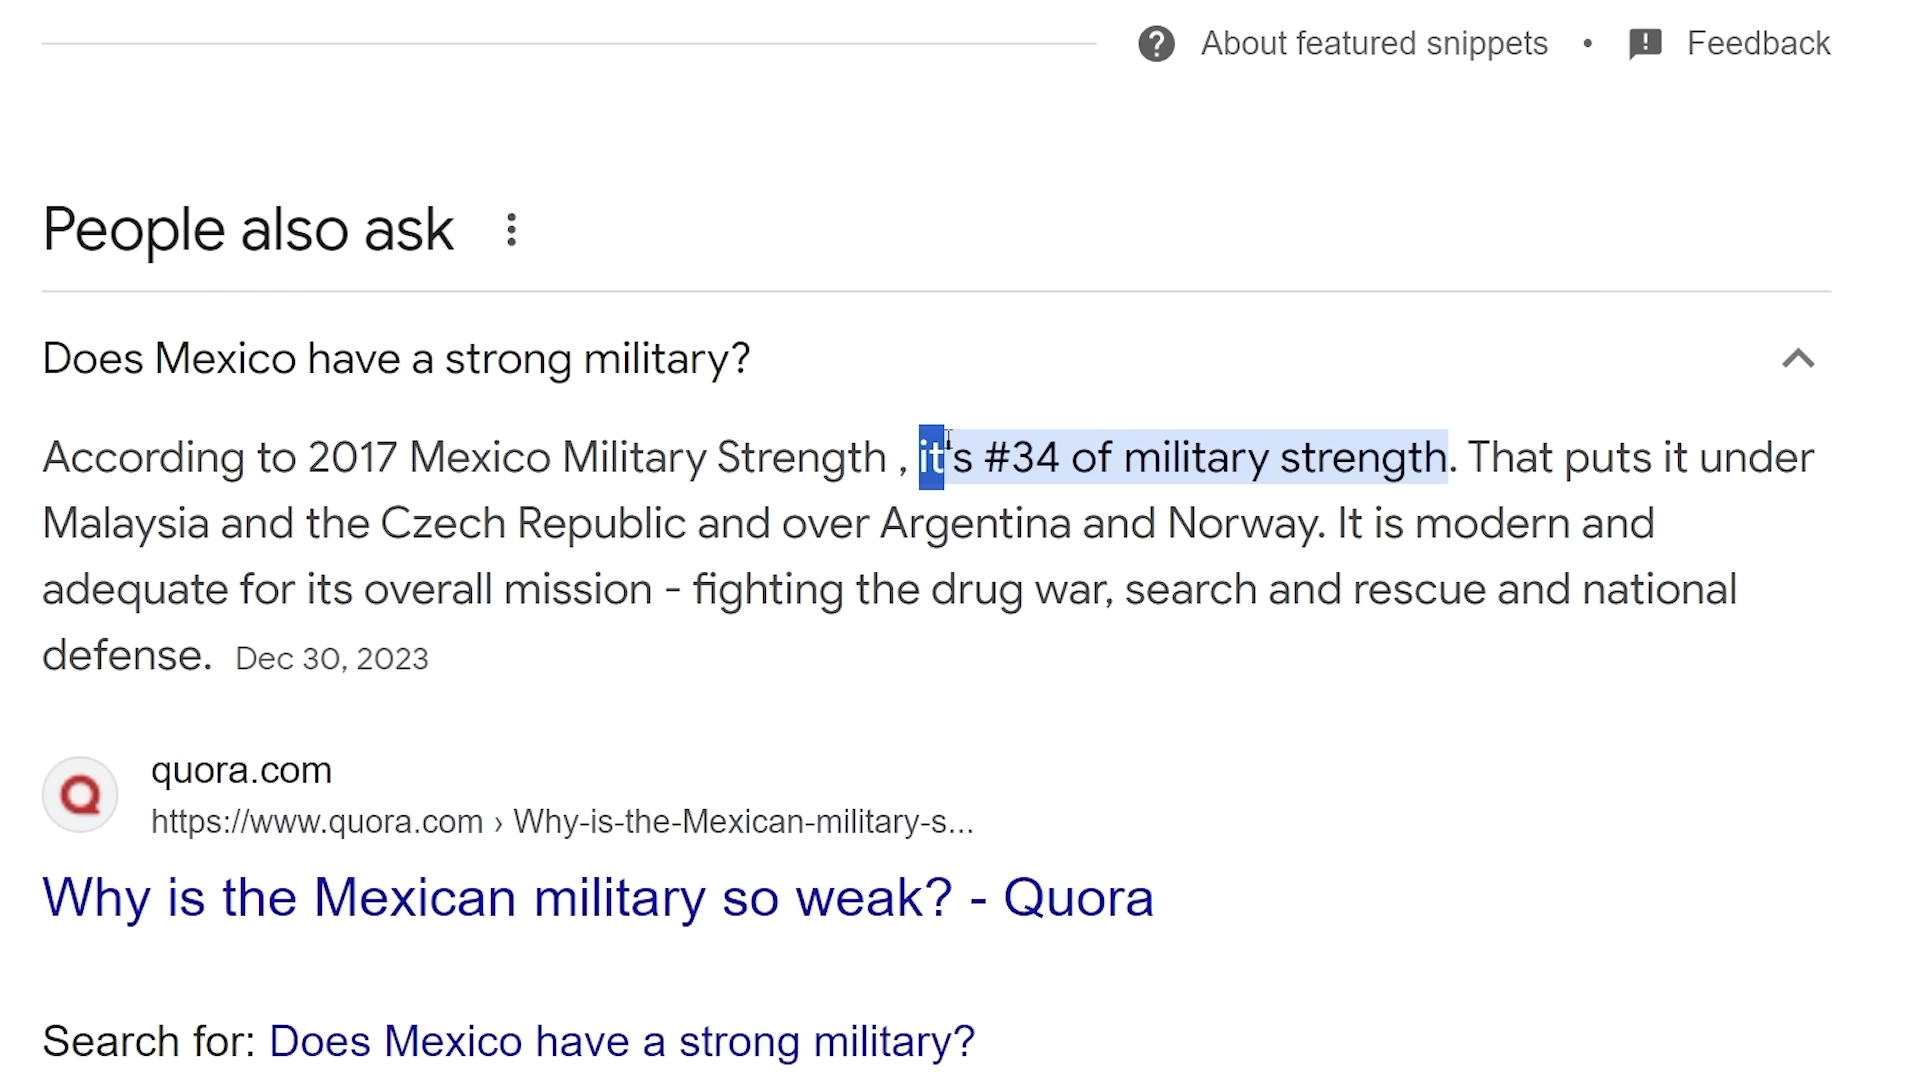 About featured snippets • Feedback
People also ask
Does Mexico have a strong military?
According to 2017 Mexico Military Strength , it's #34 of military strength. That puts it under
Malaysia and the Czech Republic and over Argentina and Norway. It is modern and
adequate for its overall mission - fighting the drug war, search and rescue and national
defense. Dec 30, 2023
quora.com
https://www.quora.com › Why-is-the-Mexican-military-s...
Why is the Mexican military so weak? - Quora
Search for: Does Mexico have a strong military?